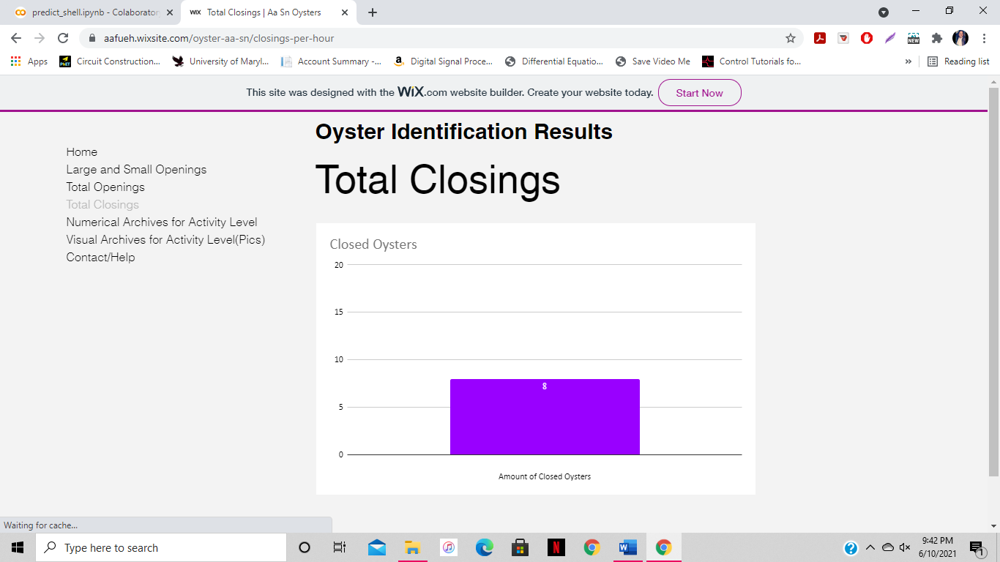 predict_shell.ipynb - Colaborator
WiX Total Closings | Aa Sn Oysters
aafueh.wixsite.com/oyster-aa-sn/closings-per-hour
NEW
Apps
PhET Circuit Construction...
University of Maryl...
Account Summary -...
a Digital Signal Proce...
Differential Equatio...
Save Video Me
Control Tutorials fo...
»
Reading list
This site was designed with the WiX.com website builder. Create your website today.
Start Now
Oyster Identification Results
Home
Large and Small Openings
Total Openings
Total Closings
Numerical Archives for Activity Level
Visual Archives for Activity Level(Pics)
Contact/Help
Total Closings
Closed Oysters
20
15
10
8
5
0
Amount of Closed Oysters
Waiting for cache...
Type here to search
N
W
9:42 PM
6/10/2021
1